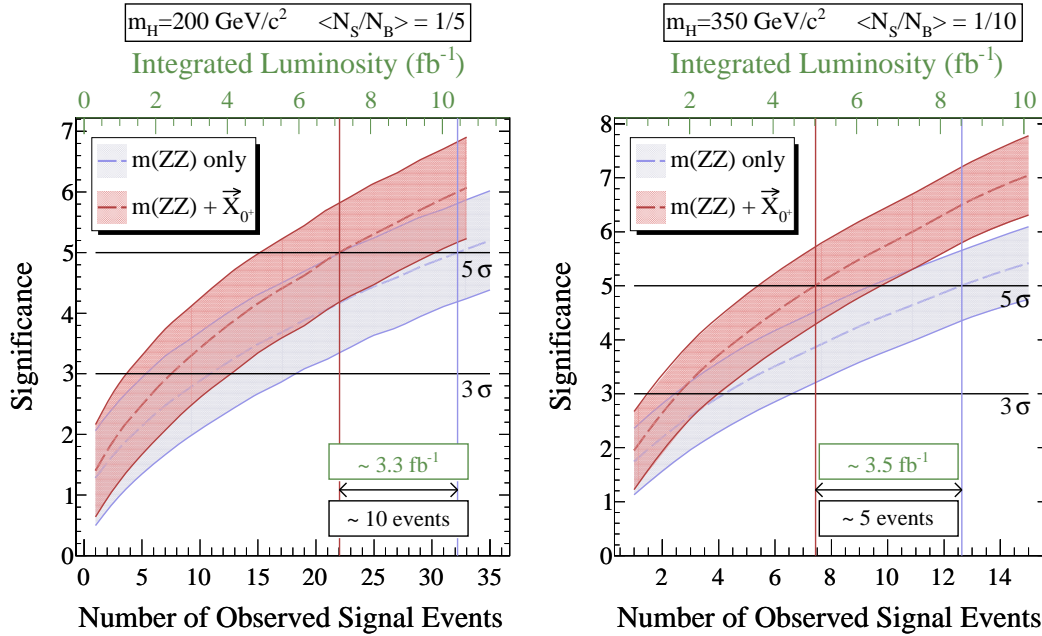 m_H=200 GeV/c² <N_S/N_B> = 1/5
Integrated Luminosity (fb⁻¹)
0 2 4 6 8 10
7
6
5
4
3
2
1
0
Significance
m(ZZ) only
m(ZZ) + X⃗_0⁺
5 σ
3 σ
~ 3.3 fb⁻¹
~ 10 events
0 5 10 15 20 25 30 35
Number of Observed Signal Events
m_H=350 GeV/c² <N_S/N_B> = 1/10
Integrated Luminosity (fb⁻¹)
2 4 6 8 10
8
7
6
5
4
3
2
1
0
Significance
m(ZZ) only
m(ZZ) + X⃗_0⁺
5 σ
3 σ
~ 3.5 fb⁻¹
~ 5 events
2 4 6 8 10 12 14
Number of Observed Signal Events